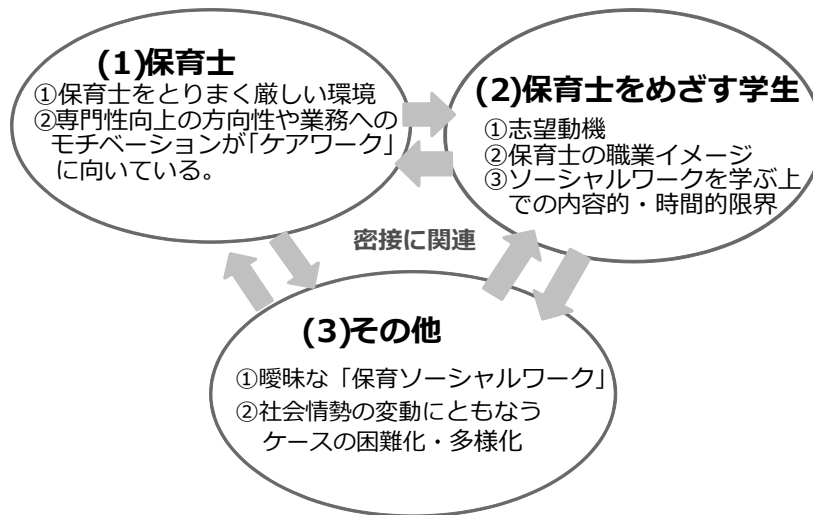 (1)保育士
①保育士をとりまく厳しい環境
②専門性向上の方向性や業務への
モチベーションが「ケアワーク」
に向いている。
(2)保育士をめざす学生
①志望動機
②保育士の職業イメージ
③ソーシャルワークを学ぶ上
での内容的・時間的限界
密接に関連
(3)その他
①曖昧な「保育ソーシャルワーク」
②社会情勢の変動にともなう
ケースの困難化・多様化